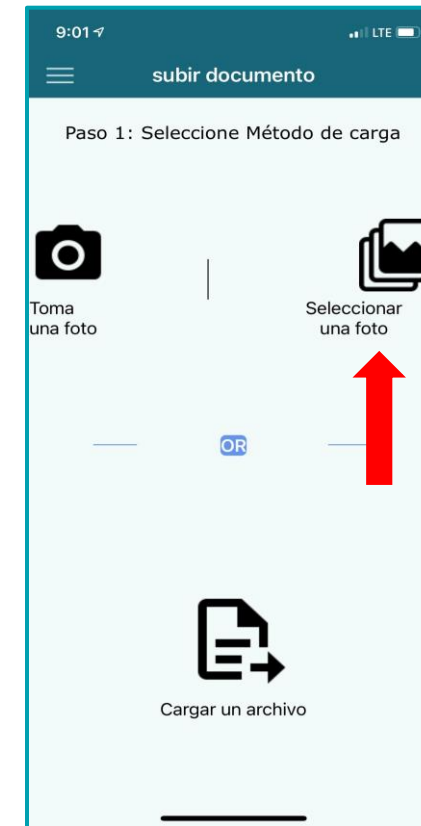 9:01 LTE
subir documento
Paso 1: Seleccione Método de carga
Toma
una foto
Seleccionar
una foto
OR
Cargar un archivo